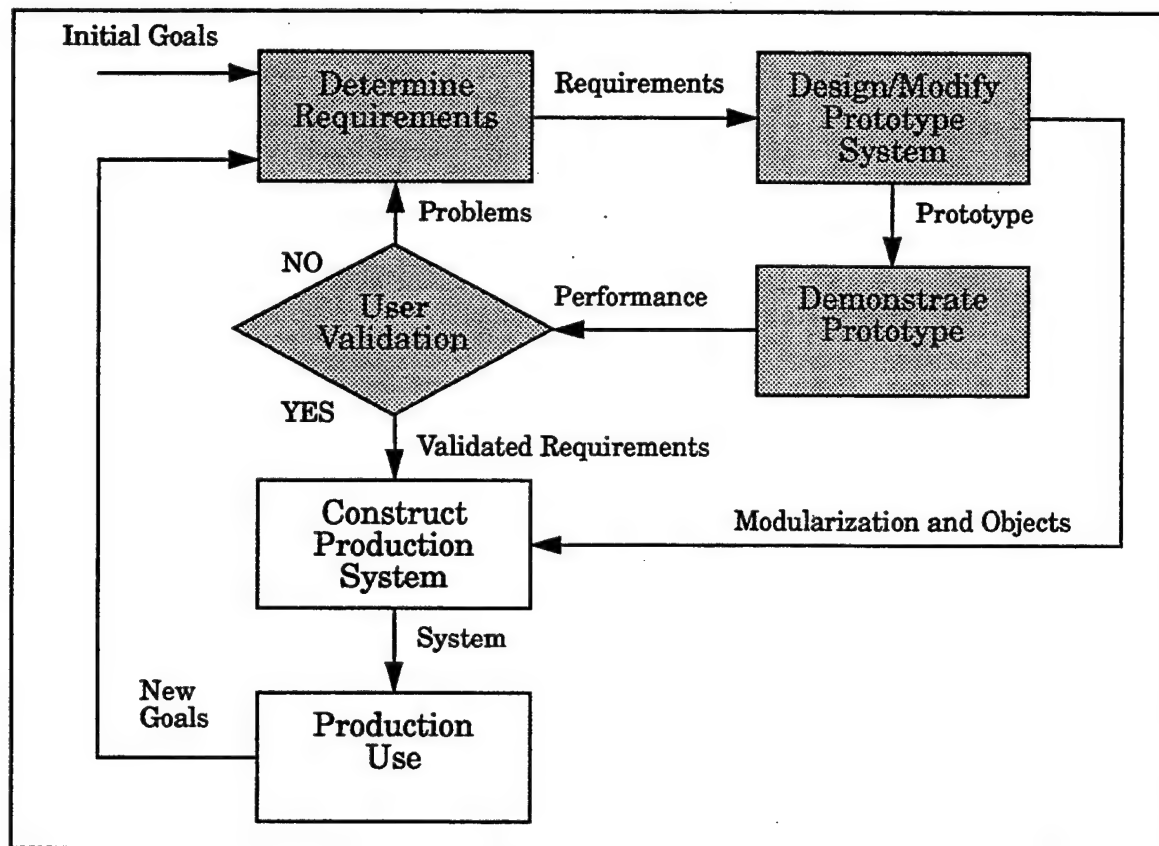 Initial Goals
Determine
Requirements
Requirements
Design/Modify
Prototype
System
Problems
Prototype
NO
User
Validation
Performance
Demonstrate
Prototype
YES
Validated Requirements
Construct
Production
System
Modularization and Objects
System
New
Goals
Production
Use